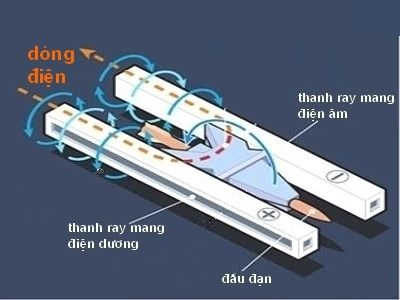 dòng
điện
thanh ray mang
điện âm
thanh ray mang
điện dương
đầu đạn